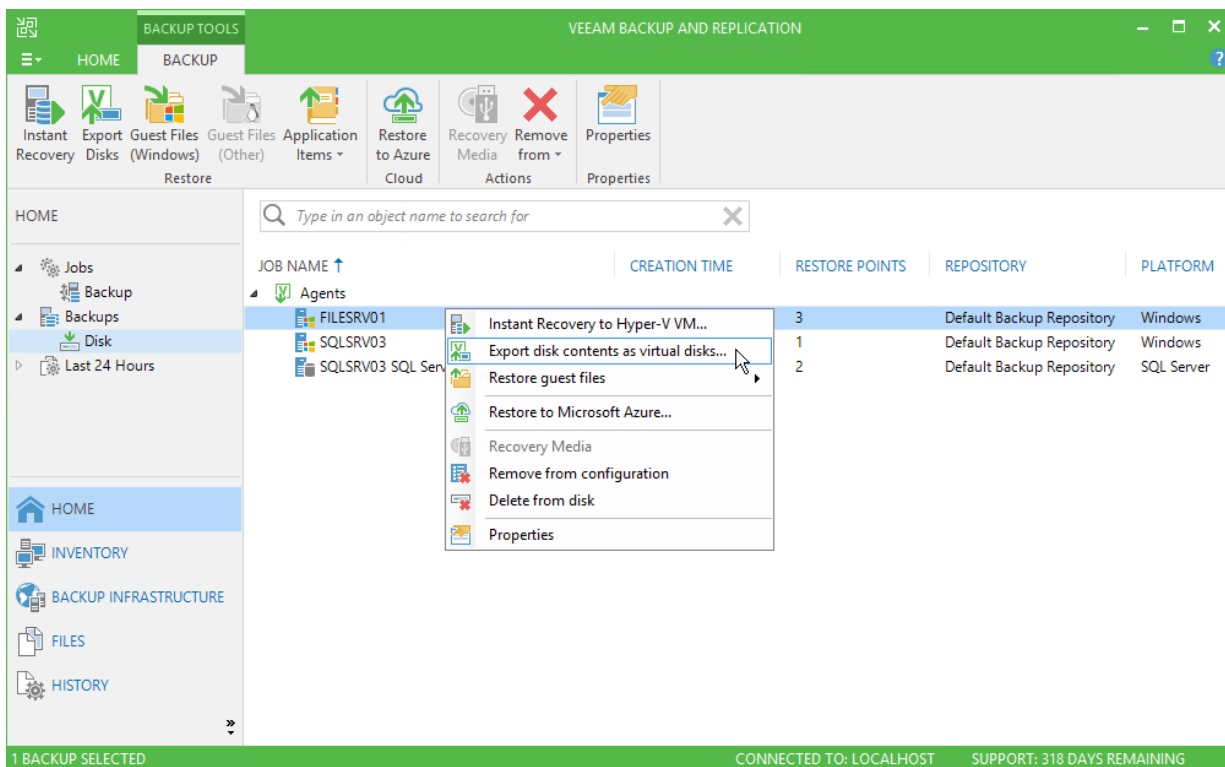 BACKUP TOOLS
VEEAM BACKUP AND REPLICATION
HOME
BACKUP
Instant Recovery
Export Disks
Guest Files (Windows)
Guest Files (Other)
Application Items
Restore
Restore to Azure
Cloud
Recovery Media
Remove from
Actions
Properties
Properties
HOME
Type in an object name to search for
Jobs
Backup
Backups
Disk
Last 24 Hours
JOB NAME CREATION TIME RESTORE POINTS REPOSITORY PLATFORM
Agents
FILESRV01 3 Default Backup Repository Windows
SQLSRV03 1 Default Backup Repository Windows
SQLSRV03 SQL Ser 2 Default Backup Repository SQL Server
Instant Recovery to Hyper-V VM...
Export disk contents as virtual disks...
Restore guest files
Restore to Microsoft Azure...
Recovery Media
Remove from configuration
Delete from disk
Properties
HOME
INVENTORY
BACKUP INFRASTRUCTURE
FILES
HISTORY
1 BACKUP SELECTED
CONNECTED TO: LOCALHOST
SUPPORT: 318 DAYS REMAINING